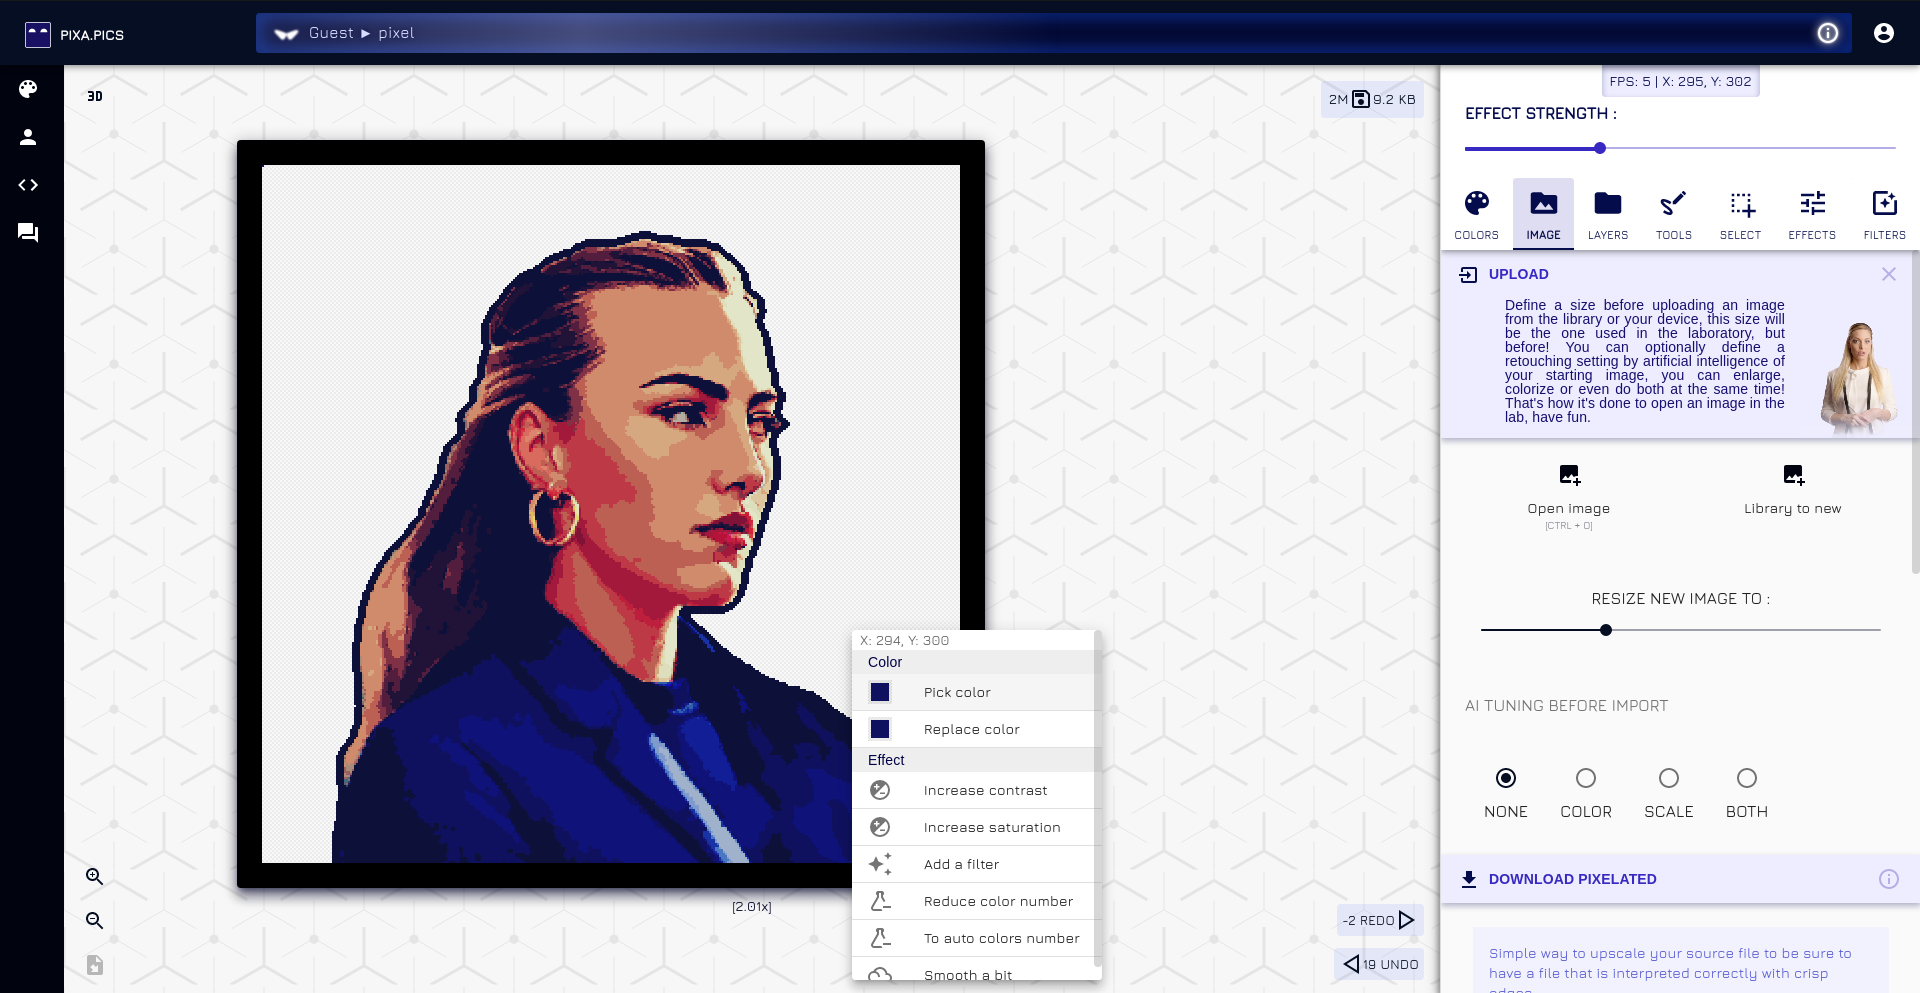 PIXA.PICS
Guest ▸ pixel
3D
2M 9.2 KB
FPS: 5 | X: 295, Y: 302
EFFECT STRENGTH :
COLORS IMAGE LAYERS TOOLS SELECT EFFECTS FILTERS
UPLOAD
Define a size before uploading an image
from the library or your device, this size will
be the one used in the laboratory, but
before! You can optionally define a
retouching setting by artificial intelligence of
your starting image, you can enlarge,
colorize or even do both at the same time!
That's how it's done to open an image in the
lab, have fun.
Open image
[CTRL + O]
Library to new
RESIZE NEW IMAGE TO :
AI TUNING BEFORE IMPORT
NONE COLOR SCALE BOTH
DOWNLOAD PIXELATED
Simple way to upscale your source file to be sure to
have a file that is interpreted correctly with crisp
edges.
X: 294, Y: 300
Color
Pick color
Replace color
Effect
Increase contrast
Increase saturation
Add a filter
Reduce color number
To auto colors number
Smooth a bit
[2.01x]
-2 REDO
19 UNDO